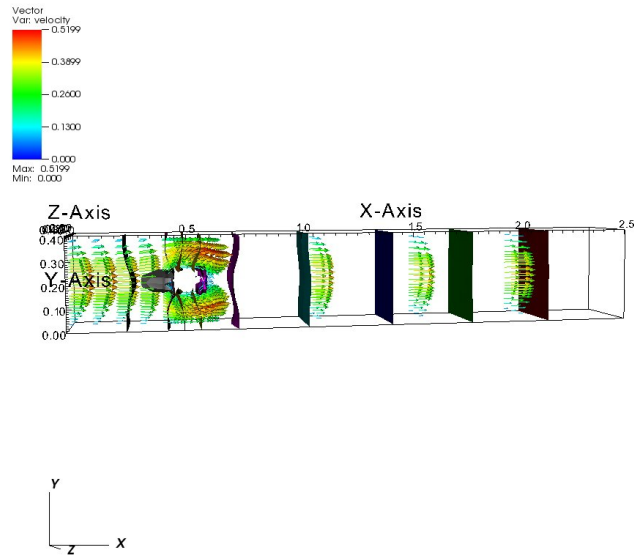 Vector
Var: velocity
0.5199
0.3899
0.2600
0.1300
0.000
Max: 0.5199
Min: 0.000
Z-Axis
X-Axis
0.5
1.0
1.5
2.0
2.5
0.40
0.30
Y-Axis
0.20
0.10
0.00
Y
X
Z